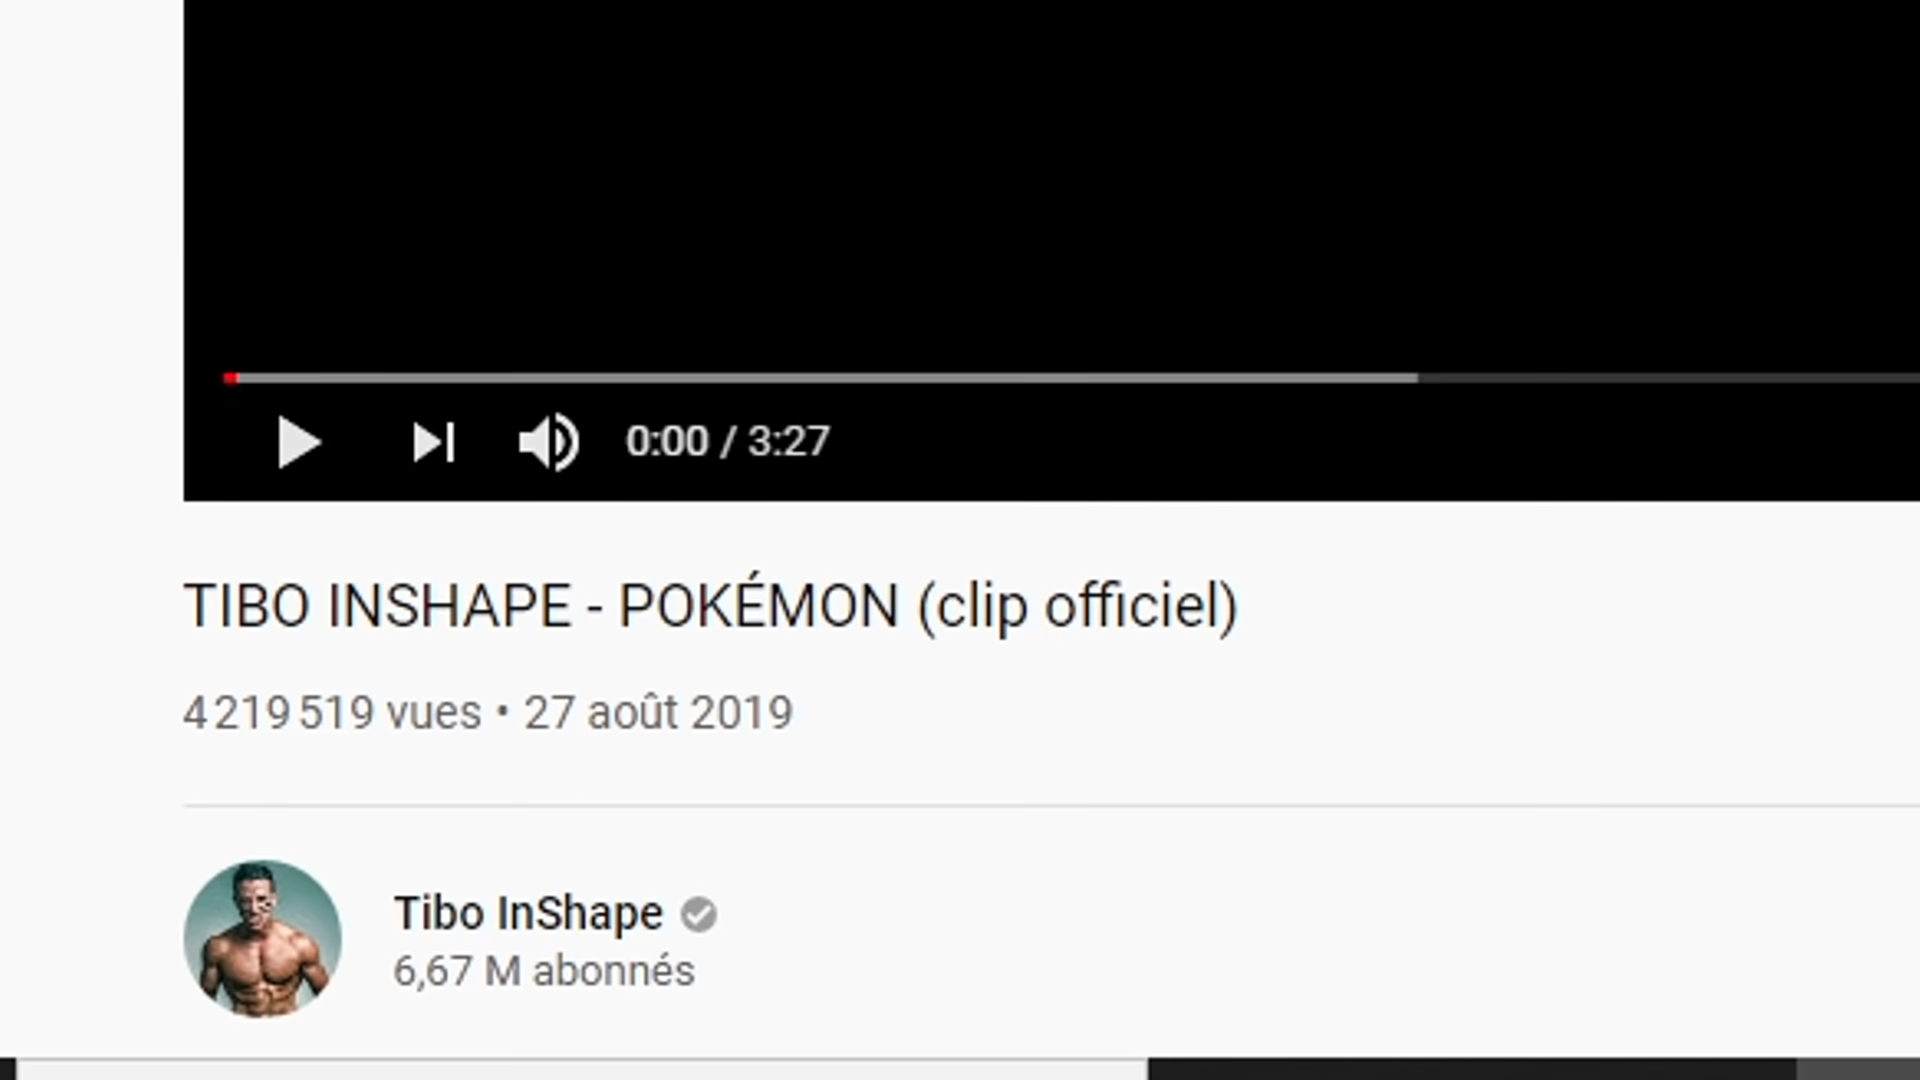 0:00 / 3:27
TIBO INSHAPE - POKÉMON (clip officiel)
4 219 519 vues • 27 août 2019
Tibo InShape
6,67 M abonnés